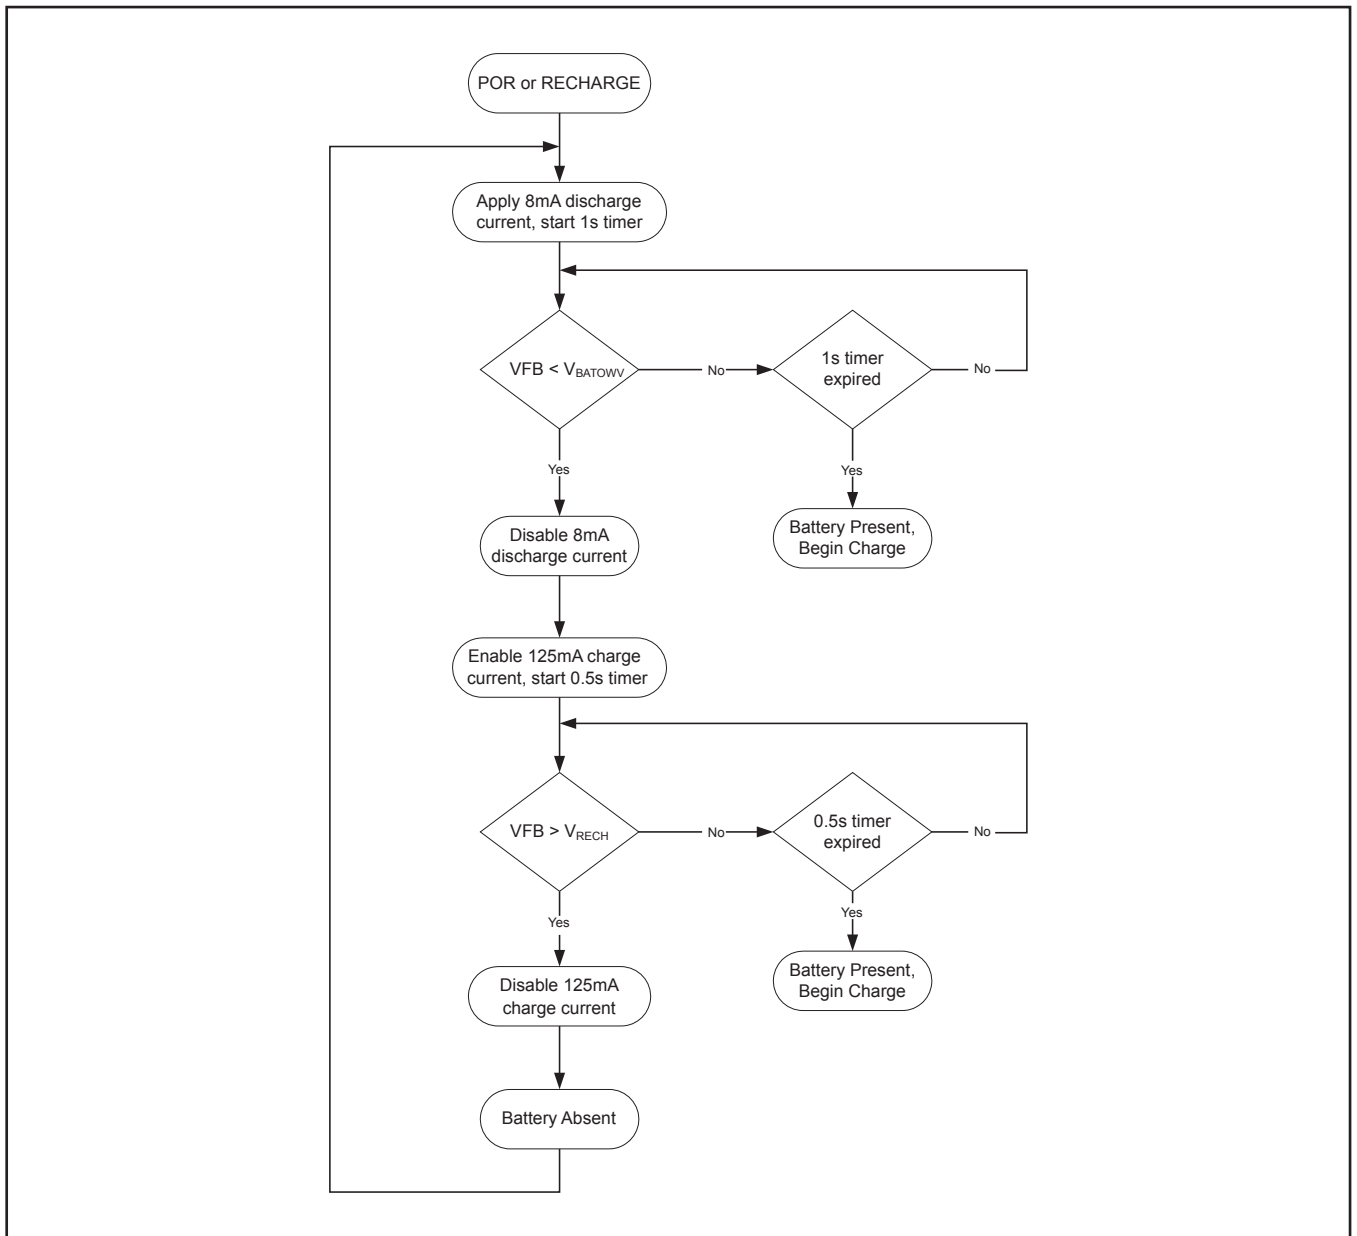 POR or RECHARGE
Apply 8mA discharge
current, start 1s timer
VFB < VBATOWV
No
1s timer
expired
No
Yes
Yes
Disable 8mA
discharge current
Battery Present,
Begin Charge
Enable 125mA charge
current, start 0.5s timer
VFB > VRECH
No
0.5s timer
expired
No
Yes
Yes
Disable 125mA
charge current
Battery Present,
Begin Charge
Battery Absent